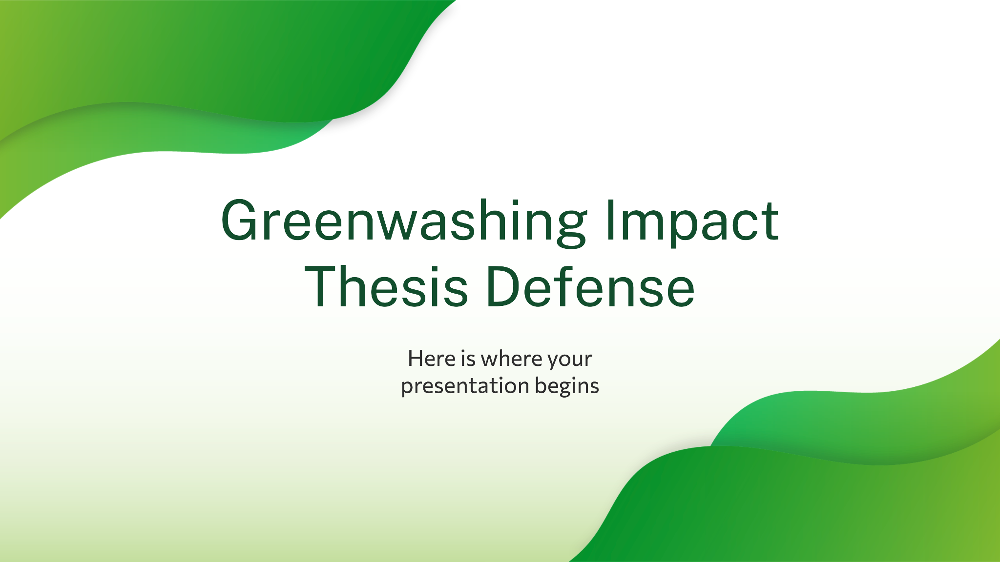 Greenwashing Impact
Thesis Defense
Here is where your
presentation begins